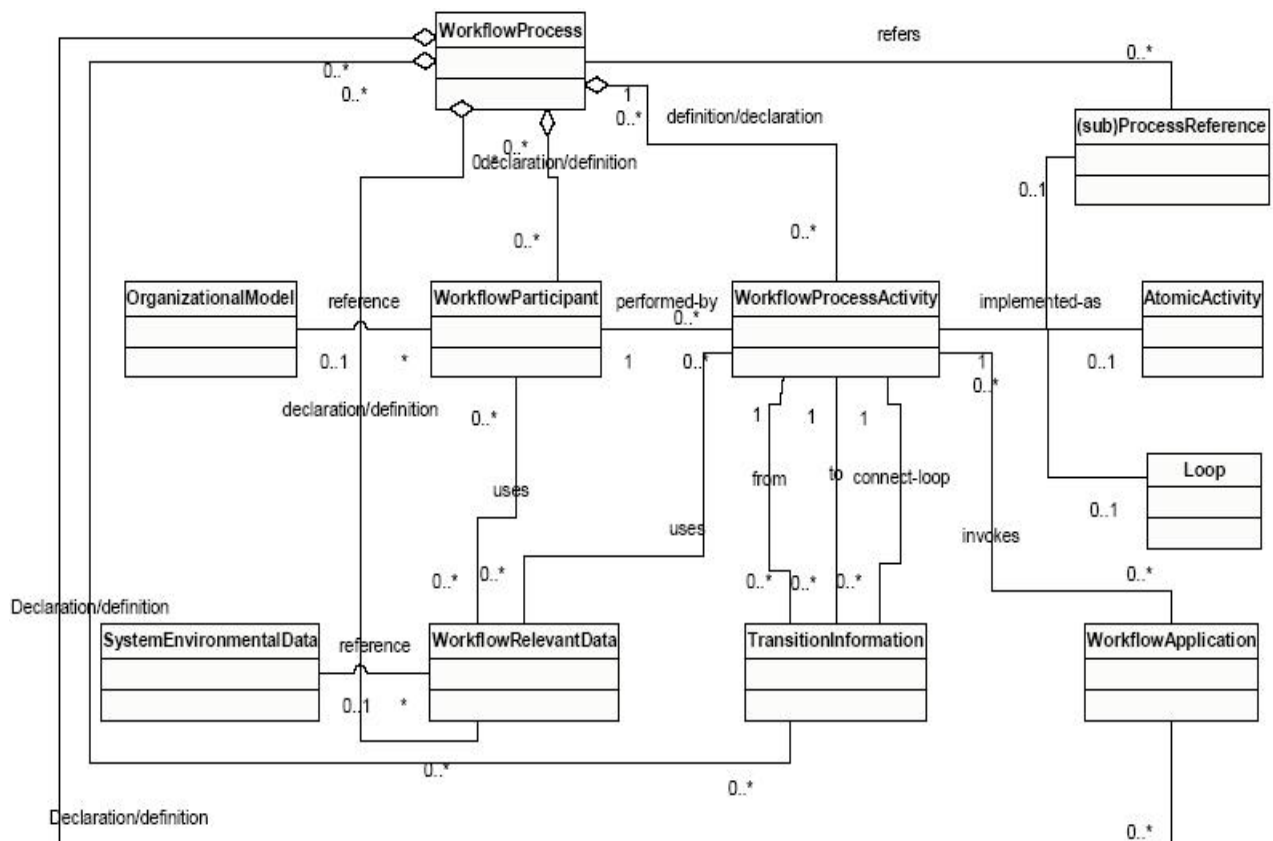 WorkflowProcess
refers
0..*
0..*
0..*
1
0..*
definition/declaration
(sub)ProcessReference
0..*
0..*
declaration/definition
0..1
0..*
0..*
OrganizationalModel
reference
WorkflowParticipant
performed-by
WorkflowProcessActivity
implemented-as
AtomicActivity
0..*
0..1
*
1
0..*
1
0..*
0..1
declaration/definition
0..*
1
1
1
from
to
connect-loop
Loop
uses
0..1
uses
invokes
0..*
0..*
0..*
0..*
0..*
0..*
Declaration/definition
SystemEnvironmentalData
reference
WorkflowRelevantData
TransitionInformation
WorkflowApplication
0..1
*
0..*
0..*
Declaration/definition
0..*